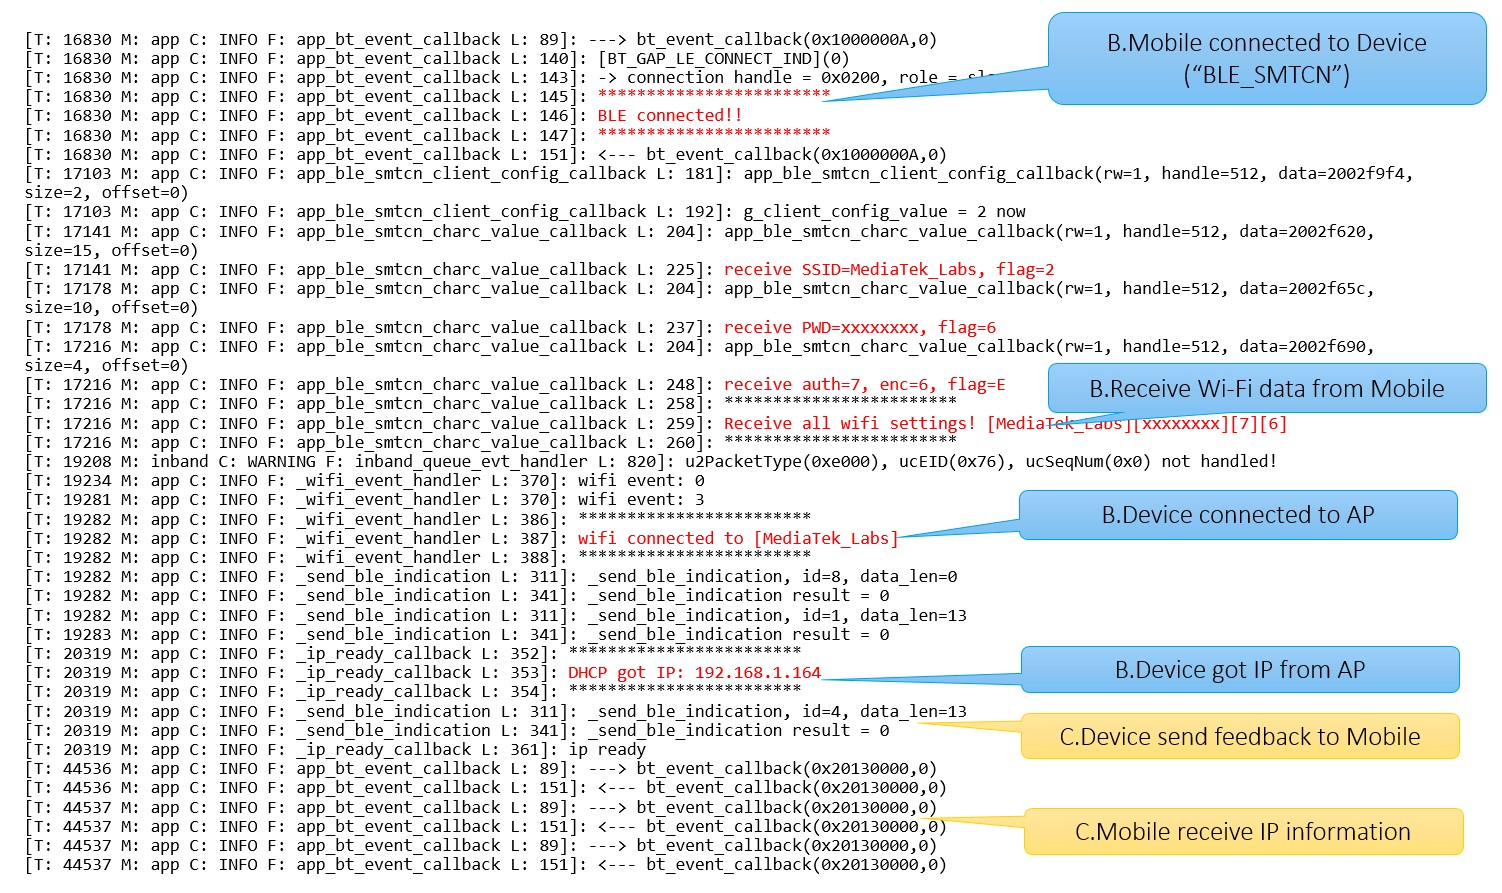 [T: 16830 M: app C: INFO F: app_bt_event_callback L: 89]: ---> bt_event_callback(0x1000000A,0)
[T: 16830 M: app C: INFO F: app_bt_event_callback L: 140]: [BT_GAP_LE_CONNECT_IND](0)
[T: 16830 M: app C: INFO F: app_bt_event_callback L: 143]: -> connection handle = 0x0200, role =
B.Mobile connected to Device
(“BLE_SMTCN”)
[T: 16830 M: app C: INFO F: app_bt_event_callback L: 145]: ************************
[T: 16830 M: app C: INFO F: app_bt_event_callback L: 146]: BLE connected!!
[T: 16830 M: app C: INFO F: app_bt_event_callback L: 147]: ************************
[T: 16830 M: app C: INFO F: app_bt_event_callback L: 151]: <--- bt_event_callback(0x1000000A,0)
[T: 17103 M: app C: INFO F: app_ble_smtcn_client_config_callback L: 181]: app_ble_smtcn_client_config_callback(rw=1, handle=512, data=2002f9f4,
size=2, offset=0)
[T: 17103 M: app C: INFO F: app_ble_smtcn_client_config_callback L: 192]: g_client_config_value = 2 now
[T: 17141 M: app C: INFO F: app_ble_smtcn_charc_value_callback L: 204]: app_ble_smtcn_charc_value_callback(rw=1, handle=512, data=2002f620,
size=15, offset=0)
[T: 17141 M: app C: INFO F: app_ble_smtcn_charc_value_callback L: 225]: receive SSID=MediaTek_Labs, flag=2
[T: 17178 M: app C: INFO F: app_ble_smtcn_charc_value_callback L: 204]: app_ble_smtcn_charc_value_callback(rw=1, handle=512, data=2002f65c,
size=10, offset=0)
[T: 17178 M: app C: INFO F: app_ble_smtcn_charc_value_callback L: 237]: receive PWD=xxxxxxxx, flag=6
[T: 17216 M: app C: INFO F: app_ble_smtcn_charc_value_callback L: 204]: app_ble_smtcn_charc_value_callback(rw=1, handle=512, data=2002f690,
size=4, offset=0)
[T: 17216 M: app C: INFO F: app_ble_smtcn_charc_value_callback L: 248]: receive auth=7, enc=6, flag=E
B.Receive Wi-Fi data from Mobile
[T: 17216 M: app C: INFO F: app_ble_smtcn_charc_value_callback L: 258]: ************************
[T: 17216 M: app C: INFO F: app_ble_smtcn_charc_value_callback L: 259]: Receive all wifi settings! [MediaTek_Labs][xxxxxxxx][7][6]
[T: 17216 M: app C: INFO F: app_ble_smtcn_charc_value_callback L: 260]: ************************
[T: 19208 M: inband C: WARNING F: inband_queue_evt_handler L: 820]: u2PacketType(0xe000), ucEID(0x76), ucSeqNum(0x0) not handled!
[T: 19234 M: app C: INFO F: _wifi_event_handler L: 370]: wifi event: 0
[T: 19281 M: app C: INFO F: _wifi_event_handler L: 370]: wifi event: 3
[T: 19282 M: app C: INFO F: _wifi_event_handler L: 386]: ************************
B.Device connected to AP
[T: 19282 M: app C: INFO F: _wifi_event_handler L: 387]: wifi connected to [MediaTek_Labs]
[T: 19282 M: app C: INFO F: _wifi_event_handler L: 388]: ************************
[T: 19282 M: app C: INFO F: _send_ble_indication L: 311]: _send_ble_indication, id=8, data_len=0
[T: 19282 M: app C: INFO F: _send_ble_indication L: 341]: _send_ble_indication result = 0
[T: 19282 M: app C: INFO F: _send_ble_indication L: 311]: _send_ble_indication, id=1, data_len=13
[T: 19283 M: app C: INFO F: _send_ble_indication L: 341]: _send_ble_indication result = 0
[T: 20319 M: app C: INFO F: _ip_ready_callback L: 352]: ************************
[T: 20319 M: app C: INFO F: _ip_ready_callback L: 353]: DHCP got IP: 192.168.1.164
B.Device got IP from AP
[T: 20319 M: app C: INFO F: _ip_ready_callback L: 354]: ************************
[T: 20319 M: app C: INFO F: _send_ble_indication L: 311]: _send_ble_indication, id=4, data_len=13
[T: 20319 M: app C: INFO F: _send_ble_indication L: 341]: _send_ble_indication result = 0
C.Device send feedback to Mobile
[T: 20319 M: app C: INFO F: _ip_ready_callback L: 361]: ip ready
[T: 44536 M: app C: INFO F: app_bt_event_callback L: 89]: ---> bt_event_callback(0x20130000,0)
[T: 44536 M: app C: INFO F: app_bt_event_callback L: 151]: <--- bt_event_callback(0x20130000,0)
[T: 44537 M: app C: INFO F: app_bt_event_callback L: 89]: ---> bt_event_callback(0x20130000,0)
[T: 44537 M: app C: INFO F: app_bt_event_callback L: 151]: <--- bt_event_callback(0x20130000,0)
C.Mobile receive IP information
[T: 44537 M: app C: INFO F: app_bt_event_callback L: 89]: ---> bt_event_callback(0x20130000,0)
[T: 44537 M: app C: INFO F: app_bt_event_callback L: 151]: <--- bt_event_callback(0x20130000,0)